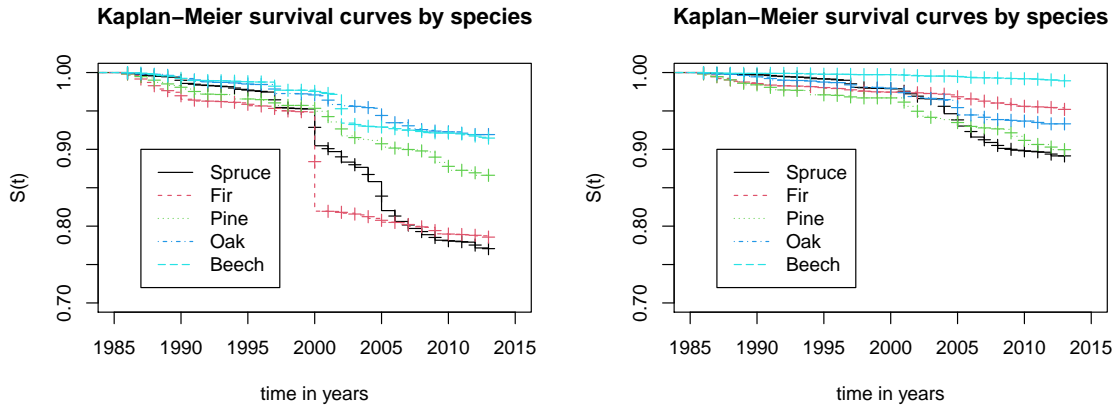 Kaplan−Meier survival curves by species
S(t)
1.00
0.90
0.80
0.70
Spruce
Fir
Pine
Oak
Beech
1985 1990 1995 2000 2005 2010 2015
time in years
Kaplan−Meier survival curves by species
S(t)
1.00
0.90
0.80
0.70
Spruce
Fir
Pine
Oak
Beech
1985 1990 1995 2000 2005 2010 2015
time in years